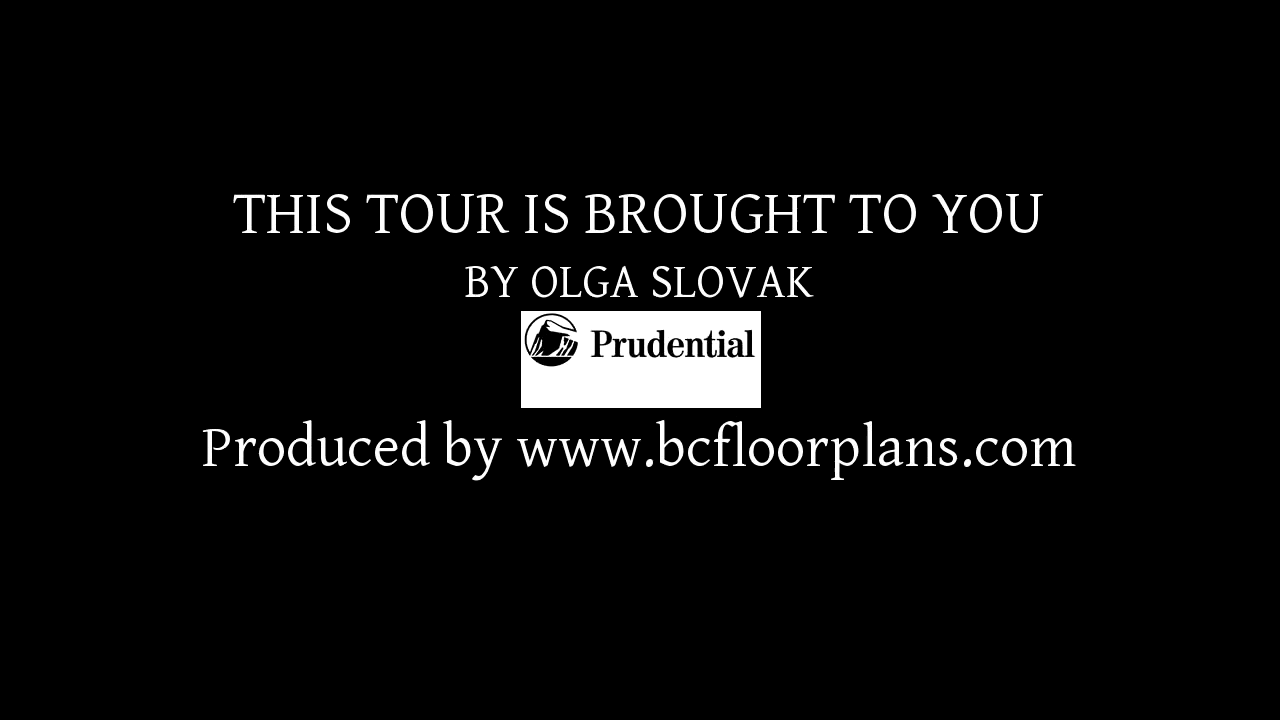 THIS TOUR IS BROUGHT TO YOU
BY OLGA SLOVAK
Prudential
Produced by www.bcfloorplans.com